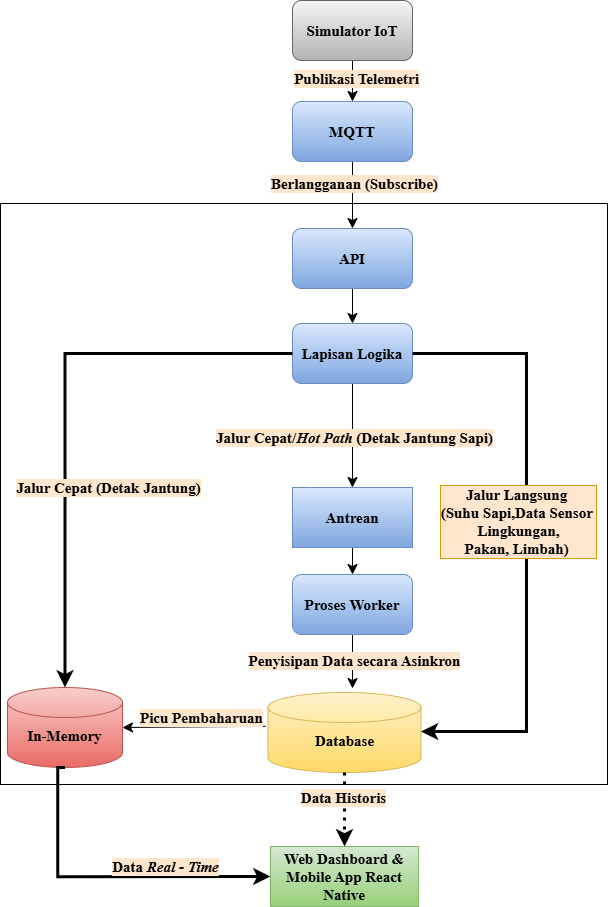 Simulator IoT
Publikasi Telemetri
MQTT
Berlangganan (Subscribe)
API
Lapisan Logika
Jalur Cepat/Hot Path (Detak Jantung Sapi)
Jalur Cepat (Detak Jantung)
Jalur Langsung
(Suhu Sapi,Data Sensor
Lingkungan,
Pakan, Limbah)
Antrean
Proses Worker
Penyisipan Data secara Asinkron
Picu Pembaharuan
In-Memory
Database
Data Historis
Data Real - Time
Web Dashboard &
Mobile App React
Native